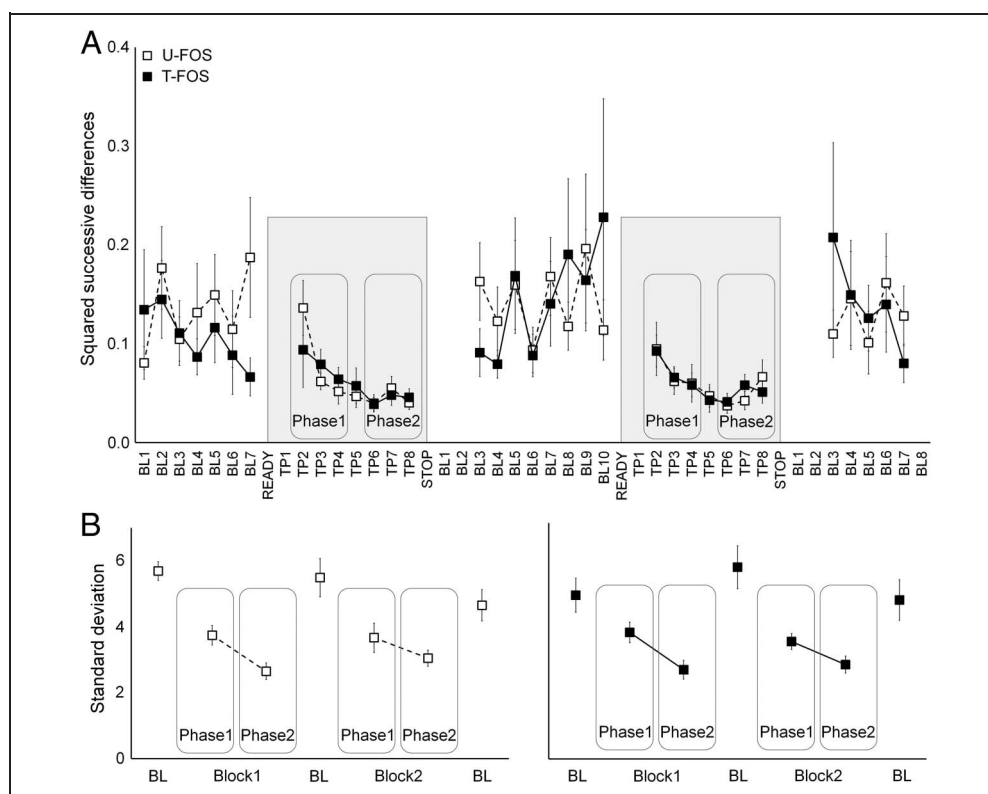 A
U-FOS
T-FOS
Squared successive differences
0.4
0.3
0.2
0.1
0.0
Phase1 Phase2 Phase1 Phase2
BL1 BL2 BL3 BL4 BL5 BL6 BL7 READY TP1 TP2 TP3 TP4 TP5 TP6 TP7 TP8 STOP BL1 BL2 BL3 BL4 BL5 BL6 BL7 BL8 BL9 BL10 READY TP1 TP2 TP3 TP4 TP5 TP6 TP7 TP8 STOP BL1 BL2 BL3 BL4 BL5 BL6 BL7 BL8
B
Standard deviation
6
4
2
0
Phase1 Phase2 Phase1 Phase2 Phase1 Phase2 Phase1 Phase2
BL Block1 BL Block2 BL BL Block1 BL Block2 BL